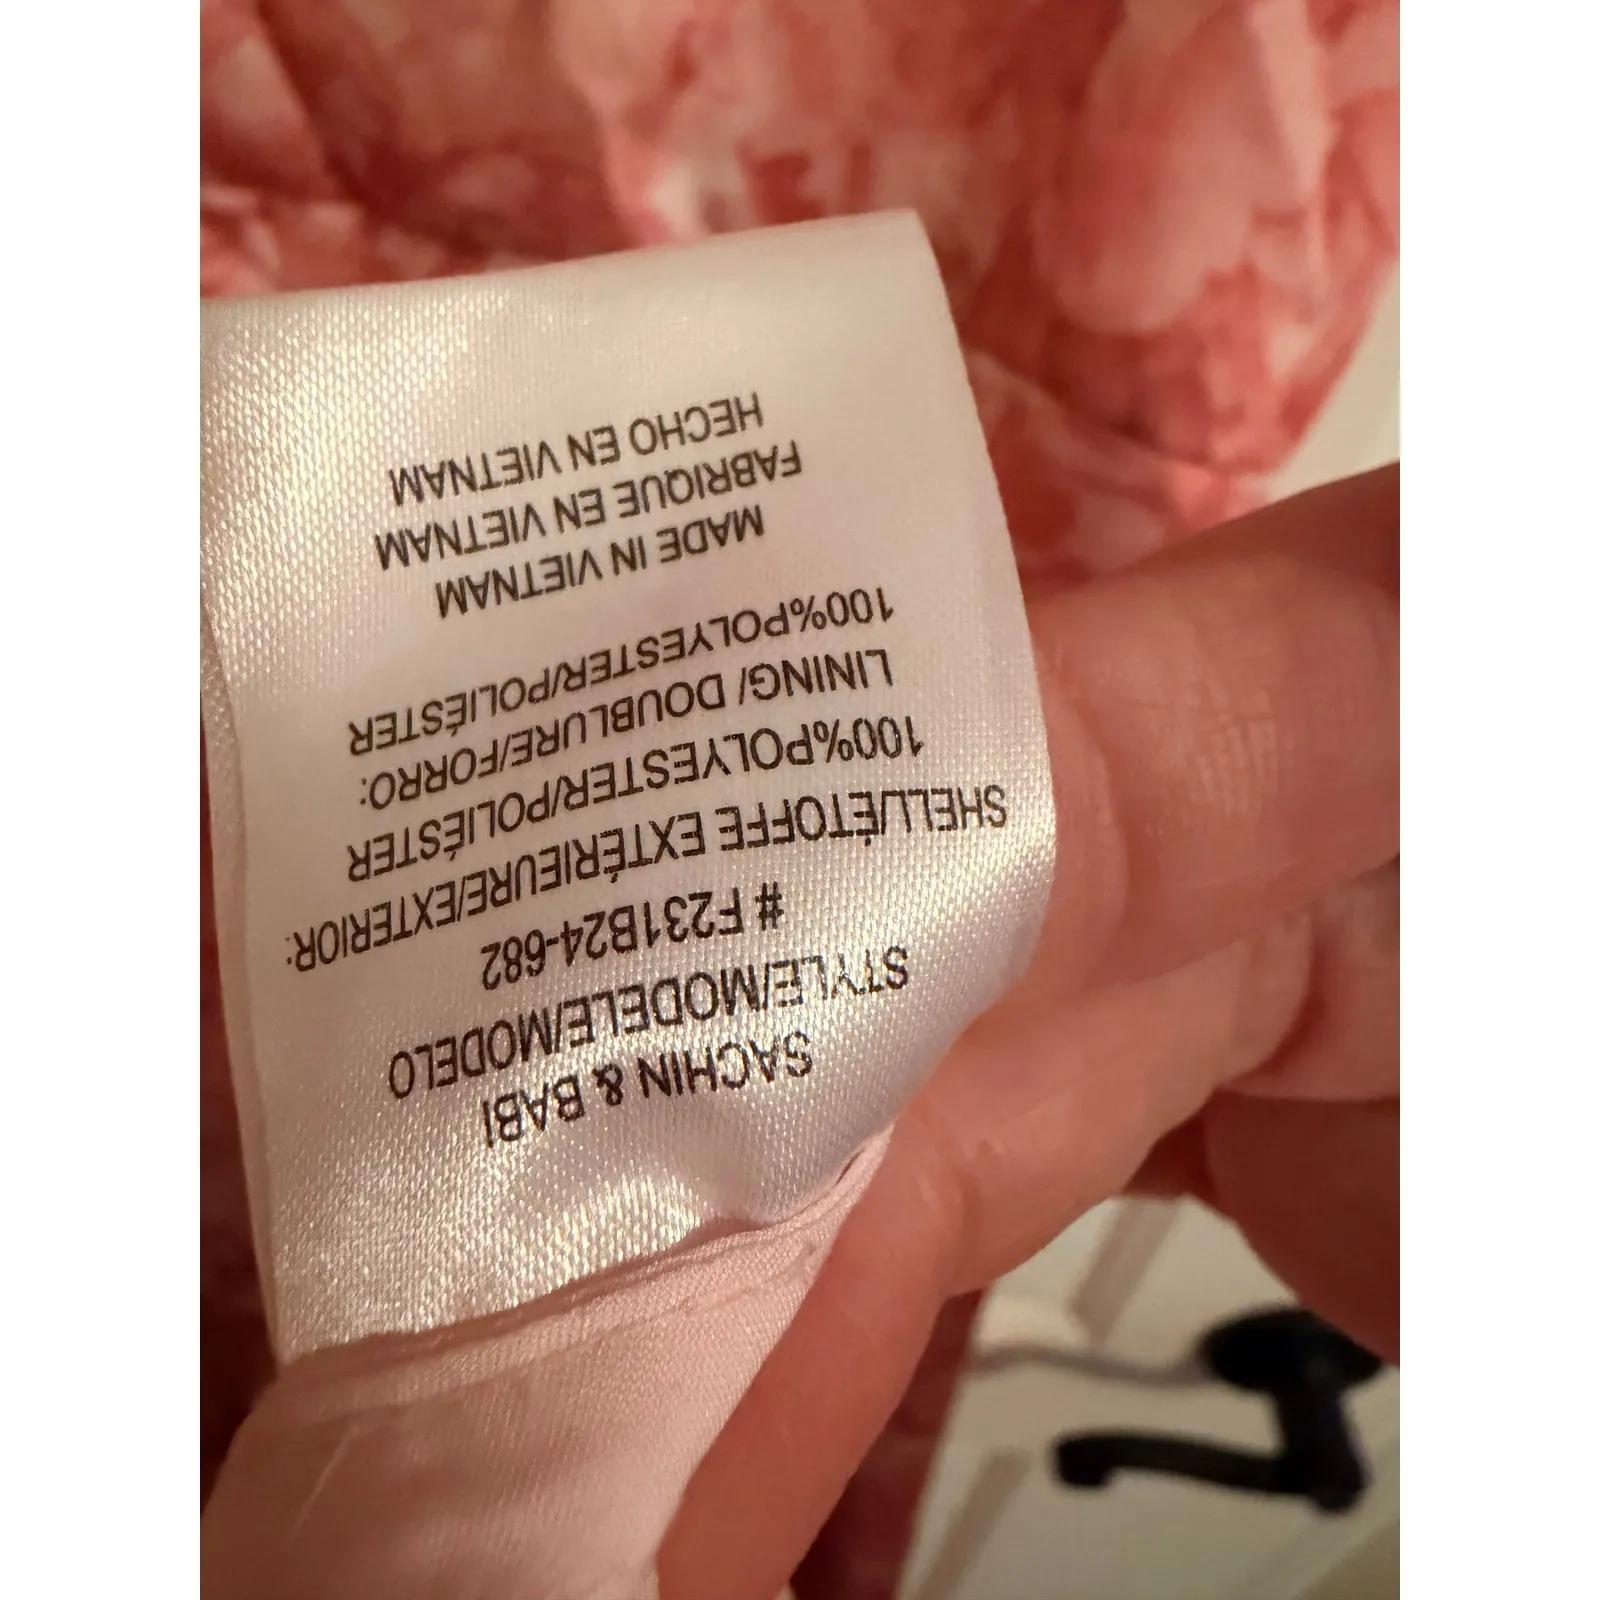 SACHIN & BABI
STYLE/MODELE/MODELO
# F231B24-682
SHELL/ÉTOFFE EXTÉRIEURE/EXTERIOR:
100%POLYESTER/POLIÉSTER
LINING/ DOUBLURE/FORRO:
100%POLYESTER/POLIÉSTER
MADE IN VIETNAM
FABRIQUE EN VIETNAM
HECHO EN VIETNAM